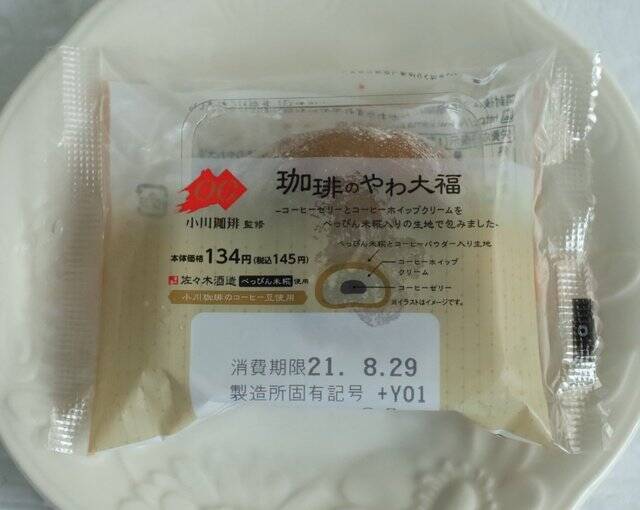 珈琲のやわ大福
OC
小川珈琲 監修
-コーヒーゼリーとコーヒーホイップクリームを
べっぴん米糀入りの生地で包みました-
本体価格134円(税込145円)
佐々木酒造 べっぴん米糀 使用
小川珈琲のコーヒー豆使用
べっぴん米糀とコーヒーパウダー入り生地
コーヒーホイップ
クリーム
コーヒーゼリー
※イラストはイメージです。
消費期限21. 8.29
製造所固有記号 +Y01